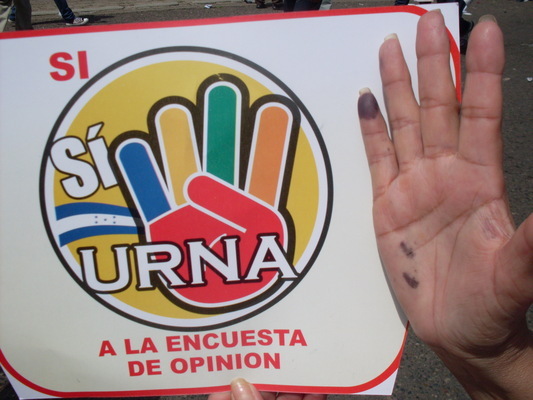 SI
Sí
URNA
A LA ENCUESTA
DE OPINION